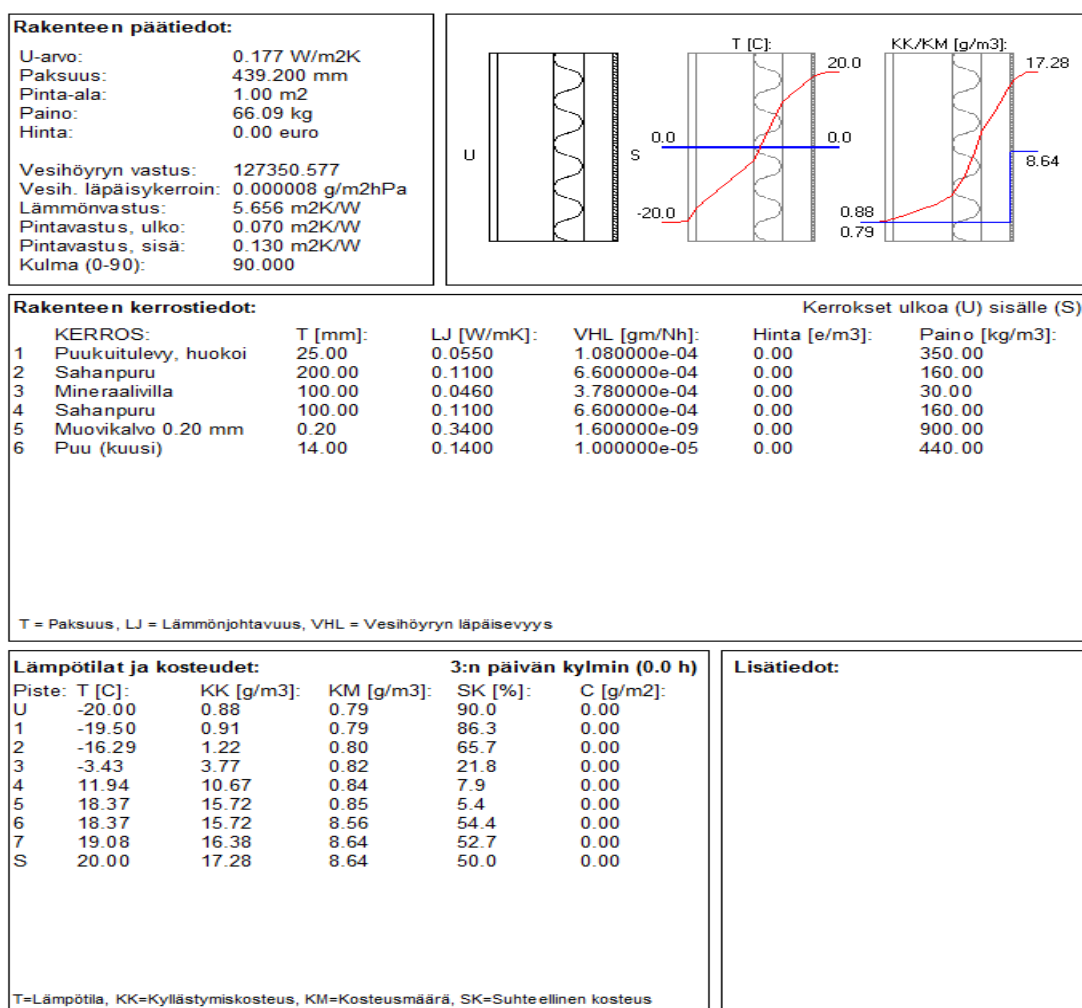 Rakenteen päätiedot:
U-arvo: 0.177 W/m2K
Paksuus: 439.200 mm
Pinta-ala: 1.00 m2
Paino: 66.09 kg
Hinta: 0.00 euro
Vesihöyryn vastus: 127350.577
Vesih. läpäisykerroin: 0.000008 g/m2hPa
Lämmönvastus: 5.656 m2K/W
Pintavastus, ulko: 0.070 m2K/W
Pintavastus, sisä: 0.130 m2K/W
Kulma (0-90): 90.000
T [C]: KK/KM [g/m3]:
20.0 17.28
0.0 0.0
U S 8.64
-20.0 0.88
0.79
Rakenteen kerrostiedot: Kerrokset ulkoa (U) sisälle (S)
KERROS: T [mm]: LJ [W/mK]: VHL [gm/Nh]: Hinta [e/m3]: Paino [kg/m3]:
1 Puukuitulevy, huokoi 25.00 0.0550 1.080000e-04 0.00 350.00
2 Sahanpuru 200.00 0.1100 6.600000e-04 0.00 160.00
3 Mineraalivilla 100.00 0.0460 3.780000e-04 0.00 30.00
4 Sahanpuru 100.00 0.1100 6.600000e-04 0.00 160.00
5 Muovikalvo 0.20 mm 0.20 0.3400 1.600000e-09 0.00 900.00
6 Puu (kuusi) 14.00 0.1400 1.000000e-05 0.00 440.00
T = Paksuus, LJ = Lämmönjohtavuus, VHL = Vesihöyryn läpäisevyys
Lämpötilat ja kosteudet: 3:n päivän kylmin (0.0 h)
Piste: T [C]: KK [g/m3]: KM [g/m3]: SK [%]: C [g/m2]:
U -20.00 0.88 0.79 90.0 0.00
1 -19.50 0.91 0.79 86.3 0.00
2 -16.29 1.22 0.80 65.7 0.00
3 -3.43 3.77 0.82 21.8 0.00
4 11.94 10.67 0.84 7.9 0.00
5 18.37 15.72 0.85 5.4 0.00
6 18.37 15.72 8.56 54.4 0.00
7 19.08 16.38 8.64 52.7 0.00
S 20.00 17.28 8.64 50.0 0.00
T=Lämpötila, KK=Kyllästymiskosteus, KM=Kosteusmäärä, SK=Suhteellinen kosteus
Lisätiedot: